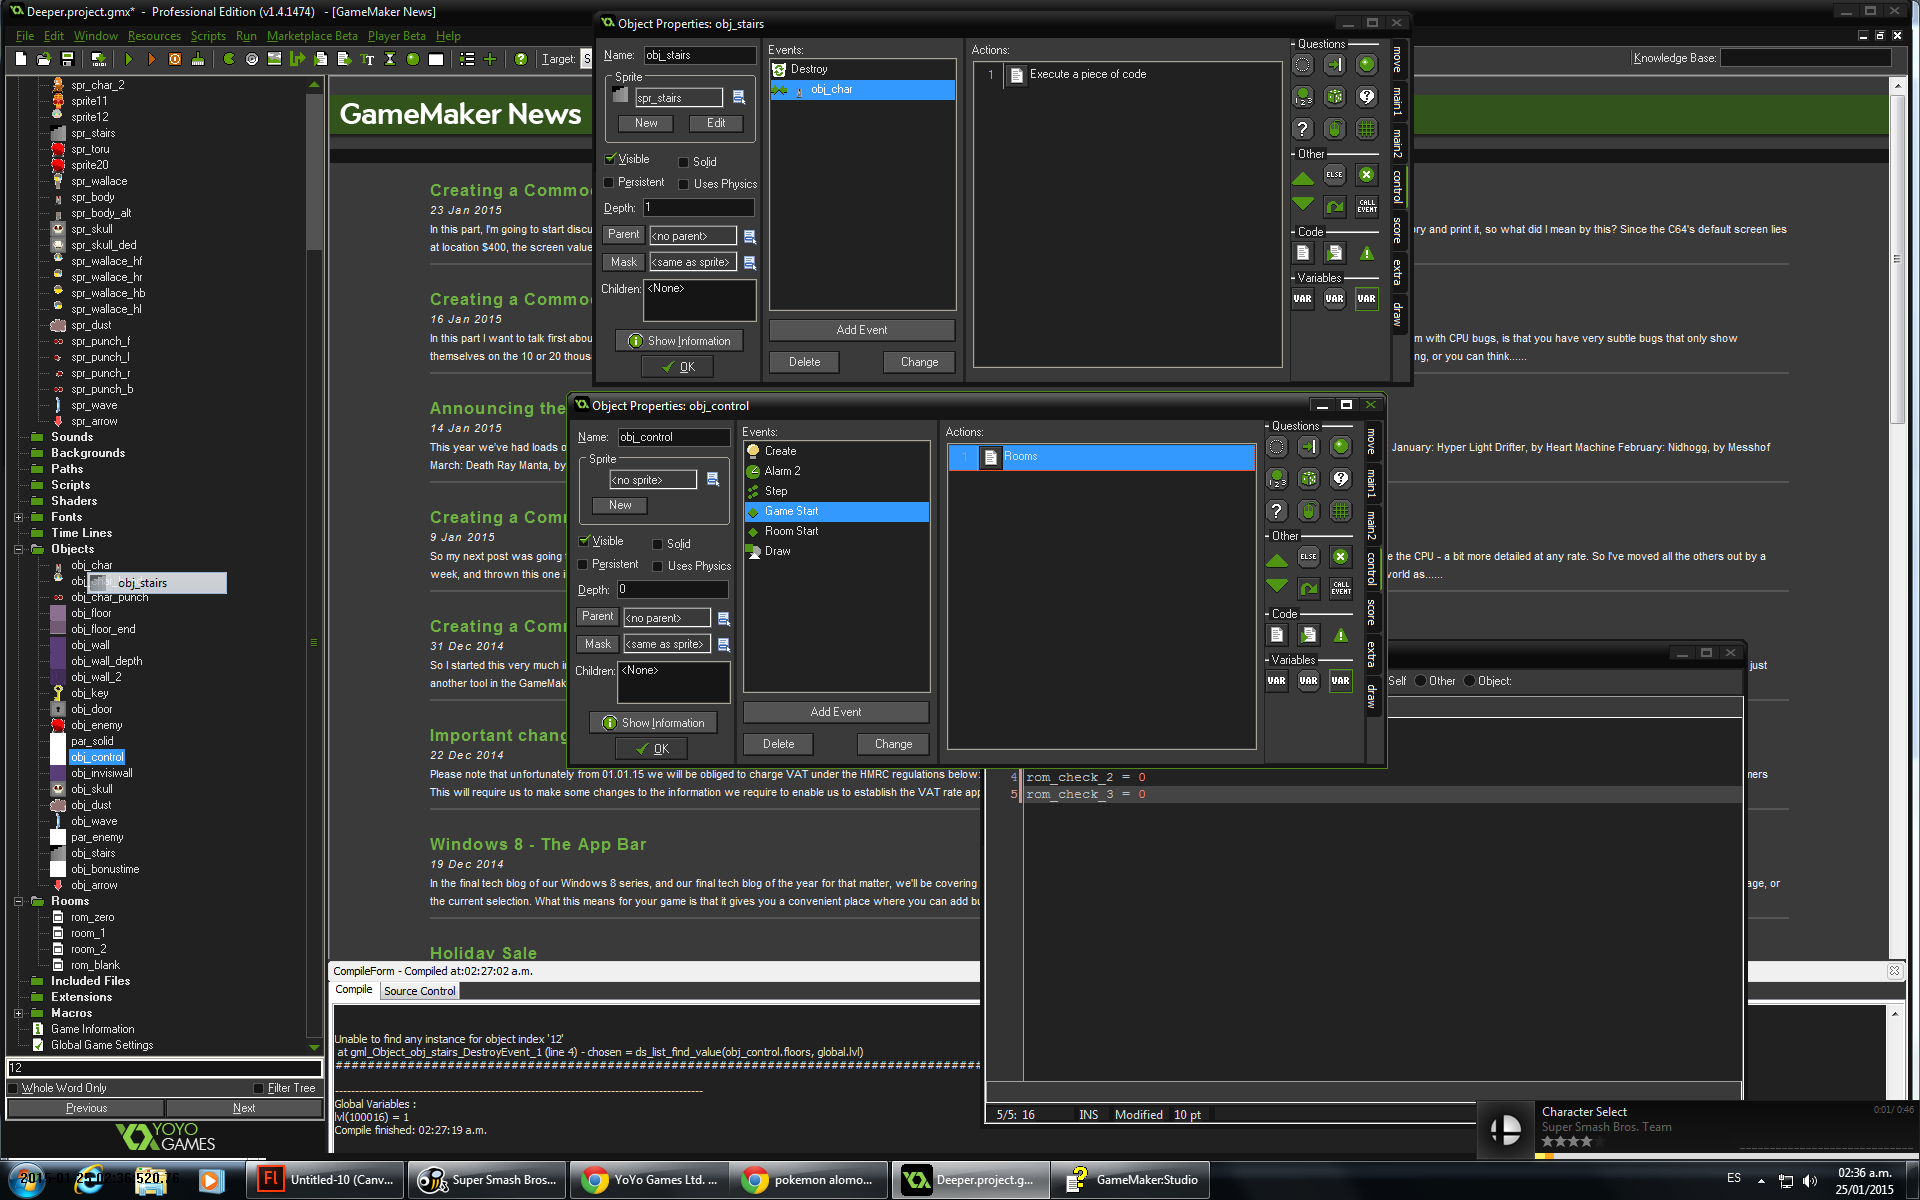 Deeper.project.gmx* - Professional Edition (v1.4.1474) - [GameMaker News]
File Edit Window Resources Scripts Run Marketplace Beta Player Beta Help
Target: S
Knowledge Base:
spr_char_2
sprite11
sprite12
spr_stairs
spr_toru
sprite20
spr_wallace
spr_body
spr_body_alt
spr_skull
spr_skull_ded
spr_wallace_hf
spr_wallace_hr
spr_wallace_hb
spr_wallace_hl
spr_dust
spr_punch_f
spr_punch_l
spr_punch_r
spr_punch_b
spr_wave
spr_arrow
Sounds
Backgrounds
Paths
Scripts
Shaders
Fonts
Time Lines
Objects
obj_char
obj_stairs
obj_char_punch
obj_floor
obj_floor_end
obj_wall
obj_wall_depth
obj_wall_2
obj_key
obj_door
obj_enemy
par_solid
obj_control
obj_invisiwall
obj_skull
obj_dust
obj_wave
par_enemy
obj_stairs
obj_bonustime
obj_arrow
Rooms
rom_zero
room_1
room_2
rom_blank
Included Files
Extensions
Macros
Game Information
Global Game Settings
12
Whole Word Only
Filter Tree
Previous
Next
YOYO GAMES
GameMaker News
Creating a Commo
23 Jan 2015
In this part, I'm going to start discu
ory and print it, so what did I mean by this? Since the C64's default screen lies
at location $400, the screen value
Creating a Commo
16 Jan 2015
In this part I want to talk first abou
m with CPU bugs, is that you have very subtle bugs that only show
themselves on the 10 or 20 thous
ng, or you can think......
Announcing the
14 Jan 2015
This year we've had loads o
January: Hyper Light Drifter, by Heart Machine February: Nidhogg, by Messhof
March: Death Ray Manta, by
Creating a Com
9 Jan 2015
So my next post was going
e the CPU - a bit more detailed at any rate. So I've moved all the others out by a
week, and thrown this one i
world as......
Creating a Com
31 Dec 2014
So I started this very much i
just
another tool in the GameMak
Important chang
22 Dec 2014
Please note that unfortunately from 01.01.15 we will be obliged to charge VAT under the HMRC regulations below:
mers
This will require us to make some changes to the information we require to enable us to establish the VAT rate app
Windows 8 - The App Bar
19 Dec 2014
In the final tech blog of our Windows 8 series, and our final tech blog of the year for that matter, we'll be covering
age, or
the current selection. What this means for your game is that it gives you a convenient place where you can add bu
Holiday Sale
Object Properties: obj_stairs
Name: obj_stairs
Sprite
spr_stairs
New
Edit
Visible
Solid
Persistent
Uses Physics
Depth: 1
Parent <no parent>
Mask <same as sprite>
Children: <None>
Show Information
OK
Events:
Destroy
obj_char
Add Event
Delete
Change
Actions:
1 Execute a piece of code
Questions
Other
ELSE
CALL EVENT
Code
Variables
VAR VAR VAR
move
main1
main2
control
score
extra
draw
Object Properties: obj_control
Name: obj_control
Sprite
<no sprite>
New
Visible
Solid
Persistent
Uses Physics
Depth: 0
Parent <no parent>
Mask <same as sprite>
Children: <None>
Show Information
OK
Events:
Create
Alarm 2
Step
Game Start
Room Start
Draw
Add Event
Delete
Change
Actions:
1 Rooms
Questions
Other
ELSE
CALL EVENT
Code
Variables
VAR VAR VAR
move
main1
main2
control
score
extra
draw
Self Other Object:
4 rom_check_2 = 0
5 rom_check_3 = 0
5/5: 16 INS Modified 10 pt
CompileForm - Compiled at:02:27:02 a.m.
Compile
Source Control
Unable to find any instance for object index '12'
at gml_Object_obj_stairs_DestroyEvent_1 (line 4) - chosen = ds_list_find_value(obj_control.floors, global.lvl)
Global Variables :
lvl(100016) = 1
Compile finished: 02:27:19 a.m.
Character Select
0:01 / 0:46
Super Smash Bros. Team
2015-01-25 02:36:520.76
Untitled-10 (Canv...
Super Smash Bros...
YoYo Games Ltd. ...
pokemon alomo...
Deeper.project.g...
GameMaker:Studio
ES
02:36 a.m.
25/01/2015